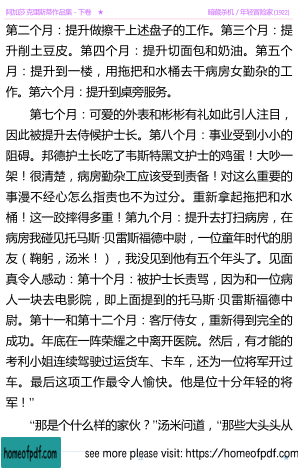 阿加莎·克里斯蒂作品集·下卷 ★ 暗藏杀机/年轻冒险家(1922)
第二个月：提升做擦干上述盘子的工作。第三个月：提
升削土豆皮。第四个月：提升切面包和奶油。第五个
月：提升到一楼，用拖把和水桶去干病房女勤杂的工
作。第六个月：提升到桌旁服务。
第七个月：可爱的外表和彬彬有礼如此引人注目，
因此被提升去侍候护士长。第八个月：事业受到小小的
阻碍。邦德护士长吃了韦斯特黑文护士的鸡蛋！大吵一
架！很清楚，病房勤杂工应该受到责备！对这么重要的
事漫不经心怎么指责也不为过分。重新拿起拖把和水
桶！这一跤摔得多重！第九个月：提升去打扫病房，在
病房我碰见托马斯·贝雷斯福德中尉，一位童年时代的朋
友（鞠躬，汤米！），我没见到他有五个年头了。见面
真令人感动：第十个月：被护士长责骂，因为和一位病
人一块去电影院，即上面提到的托马斯·贝雷斯福德中
尉。第十一和第十二个月：客厅侍女，重新得到完全的
成功。年底在一阵荣耀之中离开医院。然后，有才能的
考利小姐连续驾驶过运货车、卡车，还为一位将军开过
车。最后这项工作最令人愉快。他是位十分年轻的将
军！”
“那是个什么样的家伙？”汤米问道，“那些大头头从
homeofpdf.com see more please visit: https://homeofpdf.com